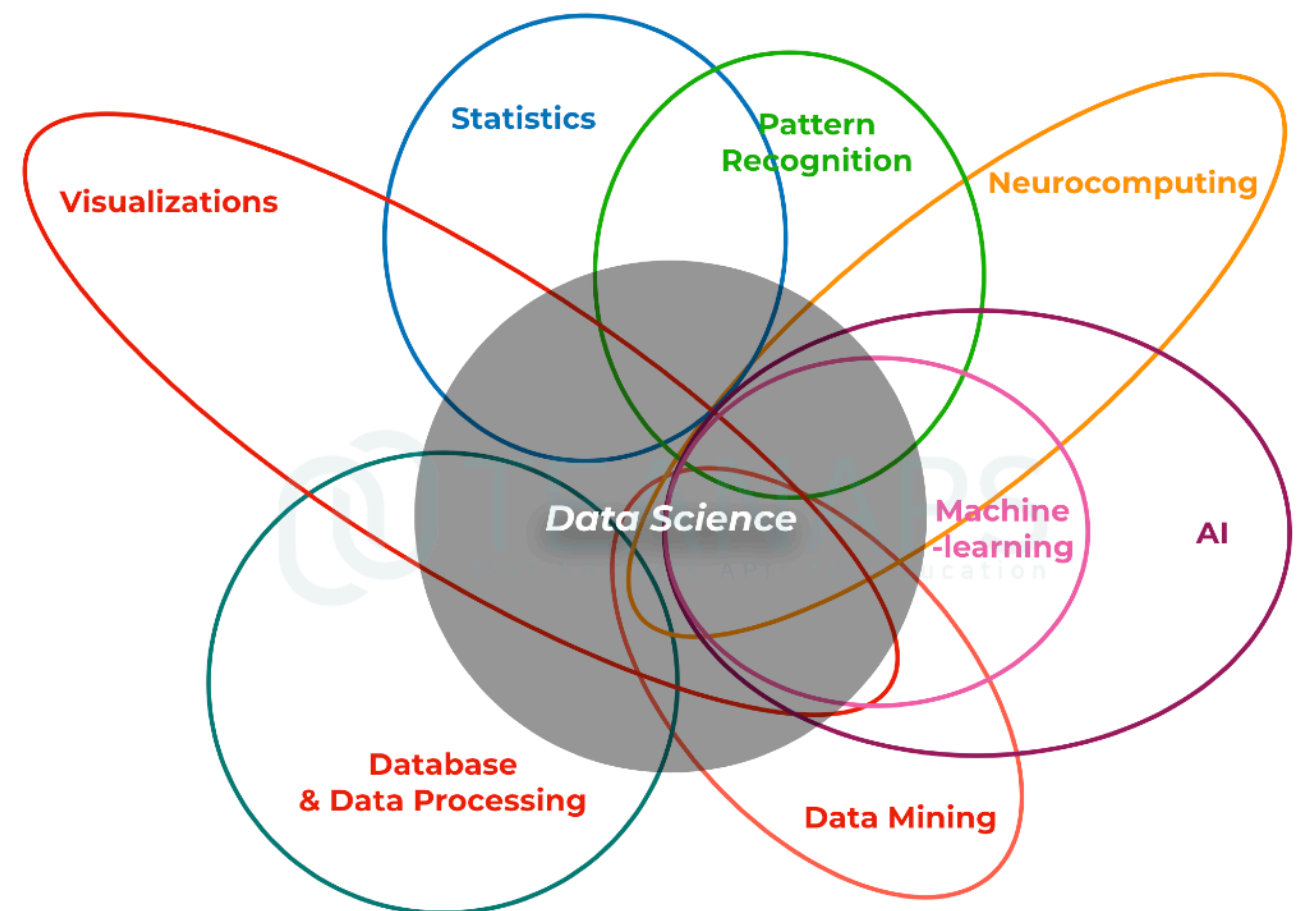 Statistics
Pattern
Recognition
Neurocomputing
Visualizations
Data Science
Machine
-learning
AI
Database
& Data Processing
Data Mining